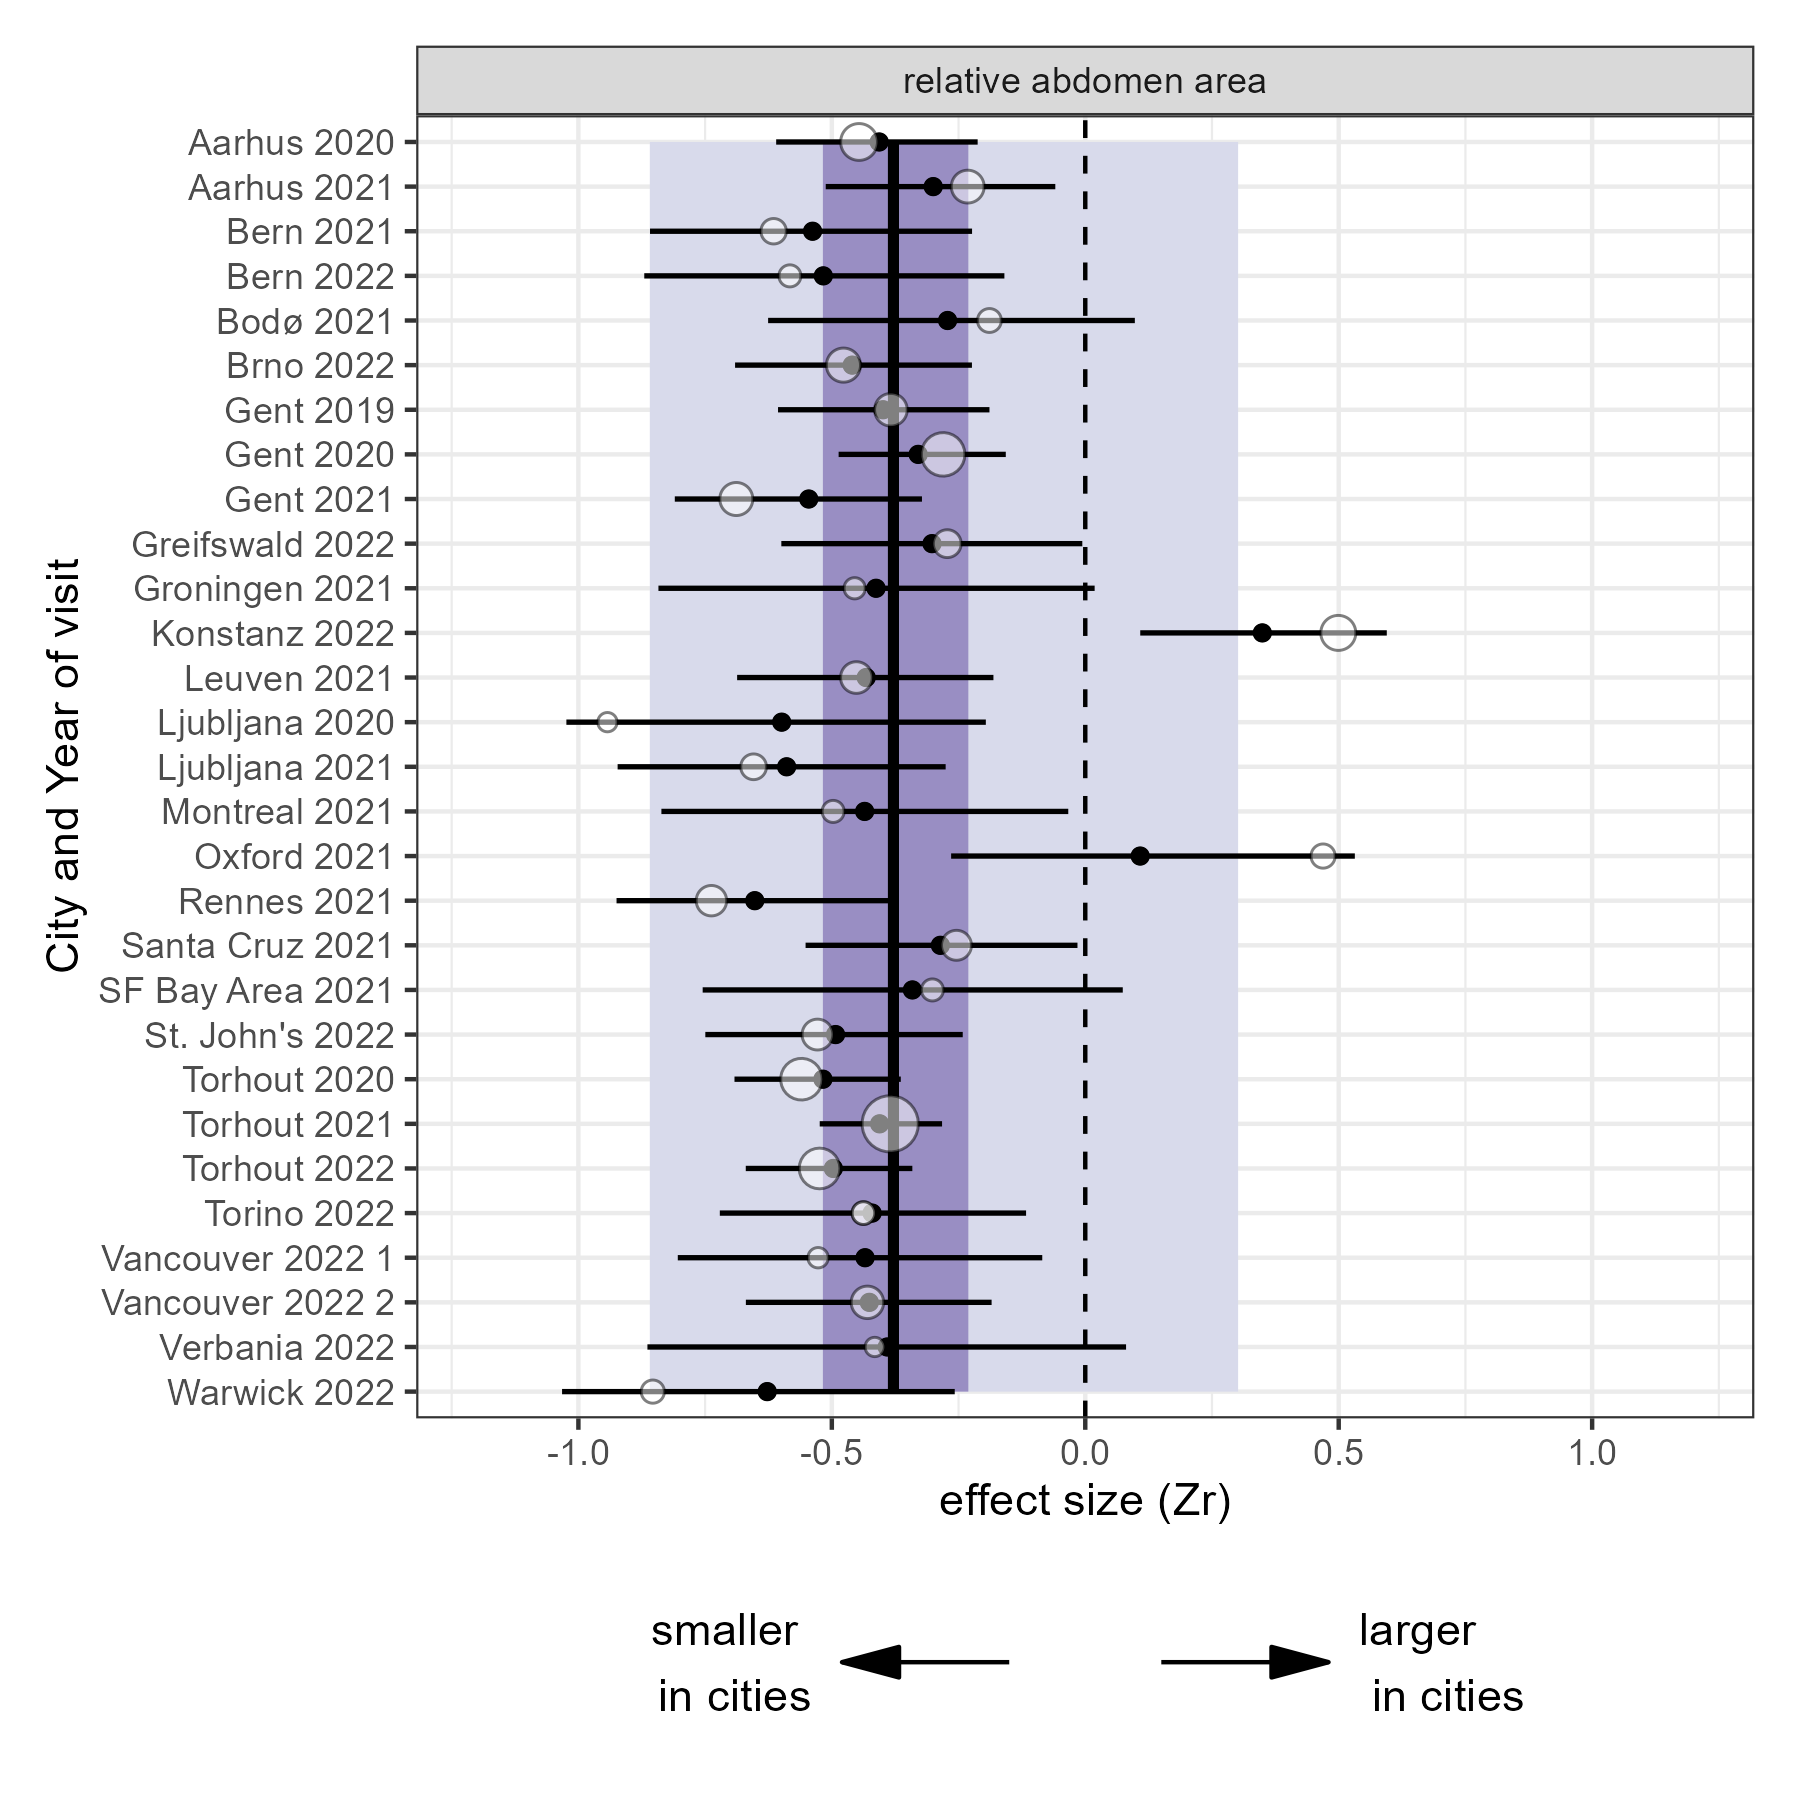 relative abdomen area
Aarhus 2020
Aarhus 2021
Bern 2021
Bern 2022
Bodø 2021
Brno 2022
Gent 2019
Gent 2020
Gent 2021
Greifswald 2022
Groningen 2021
Konstanz 2022
Leuven 2021
Ljubljana 2020
Ljubljana 2021
Montreal 2021
Oxford 2021
Rennes 2021
Santa Cruz 2021
SF Bay Area 2021
St. John's 2022
Torhout 2020
Torhout 2021
Torhout 2022
Torino 2022
Vancouver 2022 1
Vancouver 2022 2
Verbania 2022
Warwick 2022
City and Year of visit
-1.0 -0.5 0.0 0.5 1.0
effect size (Zr)
smaller
in cities
larger
in cities